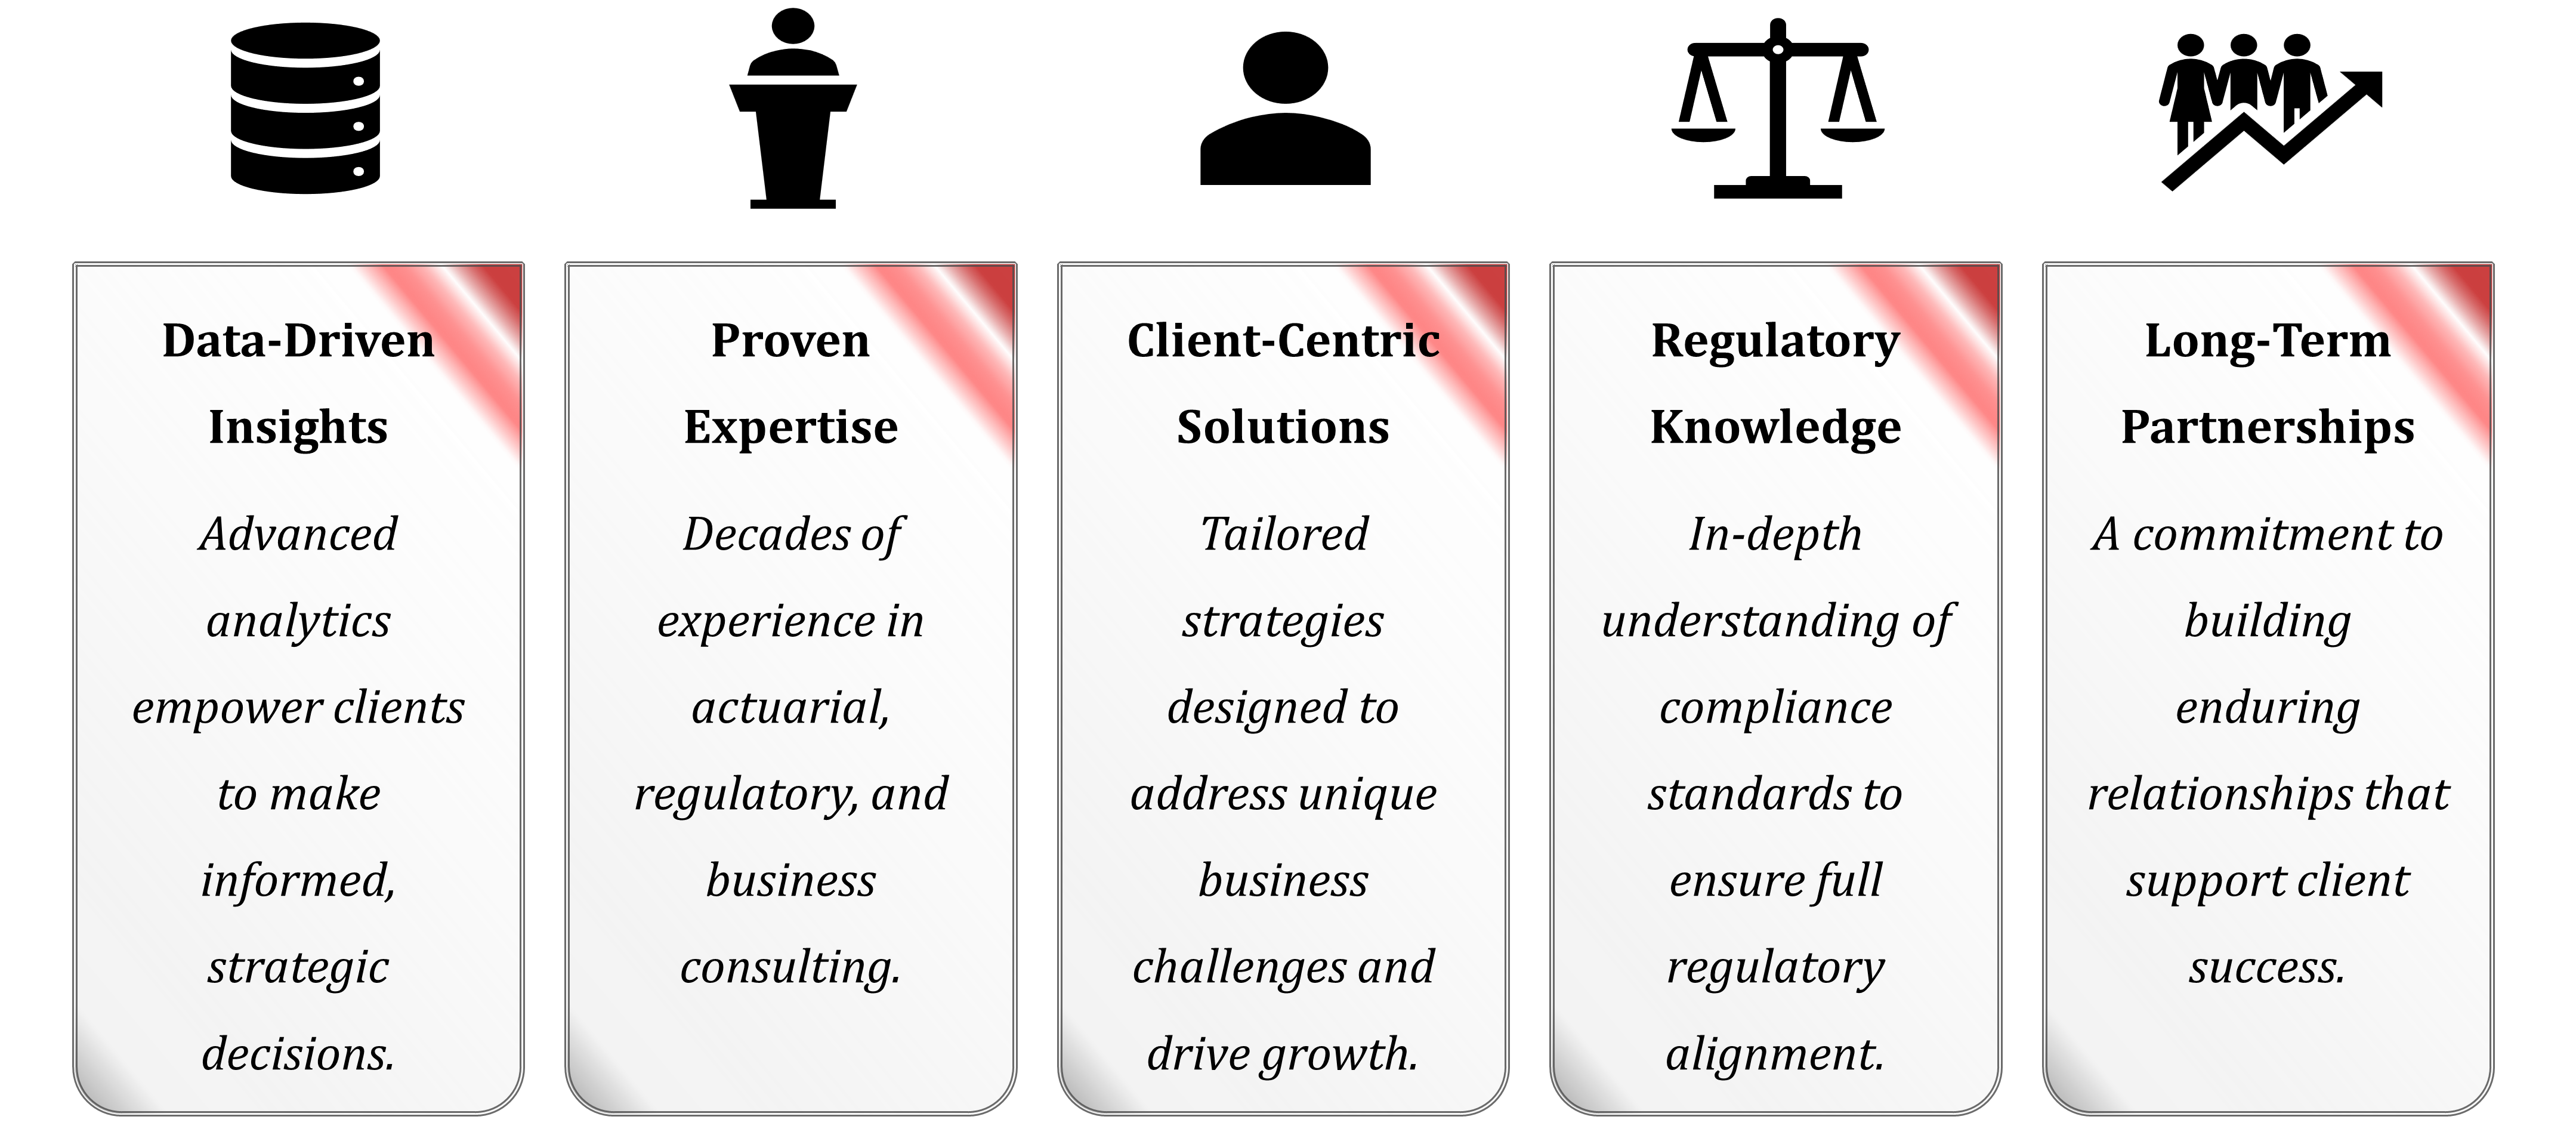 Data-Driven
Insights
Advanced
analytics
empower clients
to make
informed,
strategic
decisions.
Proven
Expertise
Decades of
experience in
actuarial,
regulatory, and
business
consulting.
Client-Centric
Solutions
Tailored
strategies
designed to
address unique
business
challenges and
drive growth.
Regulatory
Knowledge
In-depth
understanding of
compliance
standards to
ensure full
regulatory
alignment.
Long-Term
Partnerships
A commitment to
building
enduring
relationships that
support client
success.